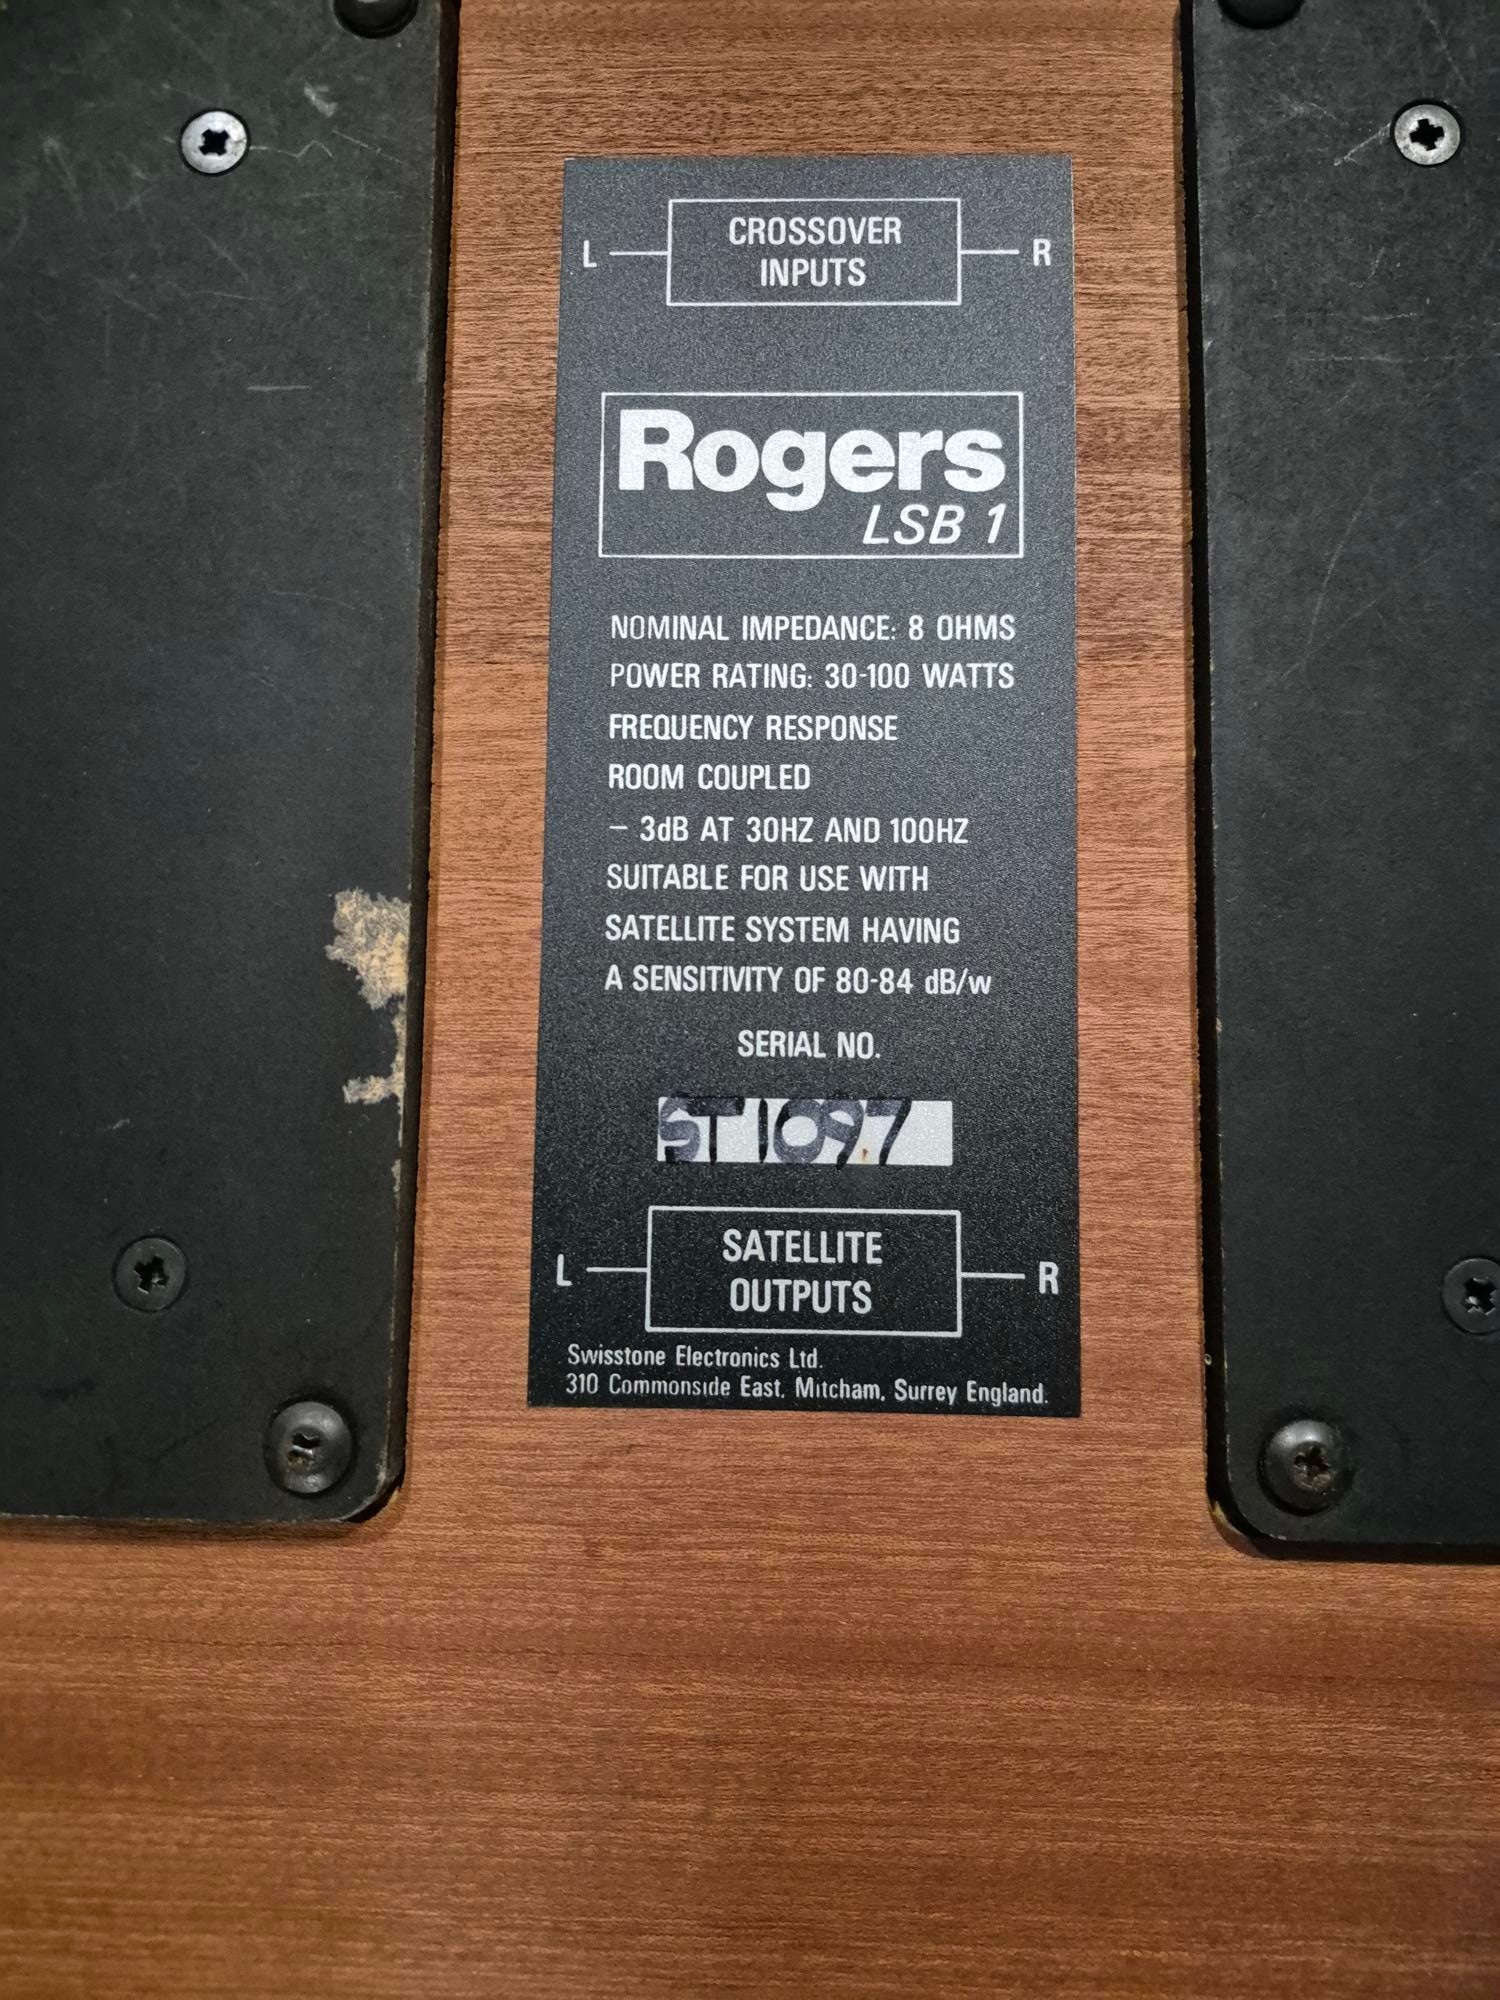 CROSSOVER
L INPUTS R
Rogers
LSB 1
NOMINAL IMPEDANCE: 8 OHMS
POWER RATING: 30-100 WATTS
FREQUENCY RESPONSE
ROOM COUPLED
– 3dB AT 30HZ AND 100HZ
SUITABLE FOR USE WITH
SATELLITE SYSTEM HAVING
A SENSITIVITY OF 80-84 dB/w
SERIAL NO.
ST1097
SATELLITE
L OUTPUTS R
Swisstone Electronics Ltd.
310 Commonside East, Mitcham, Surrey England.